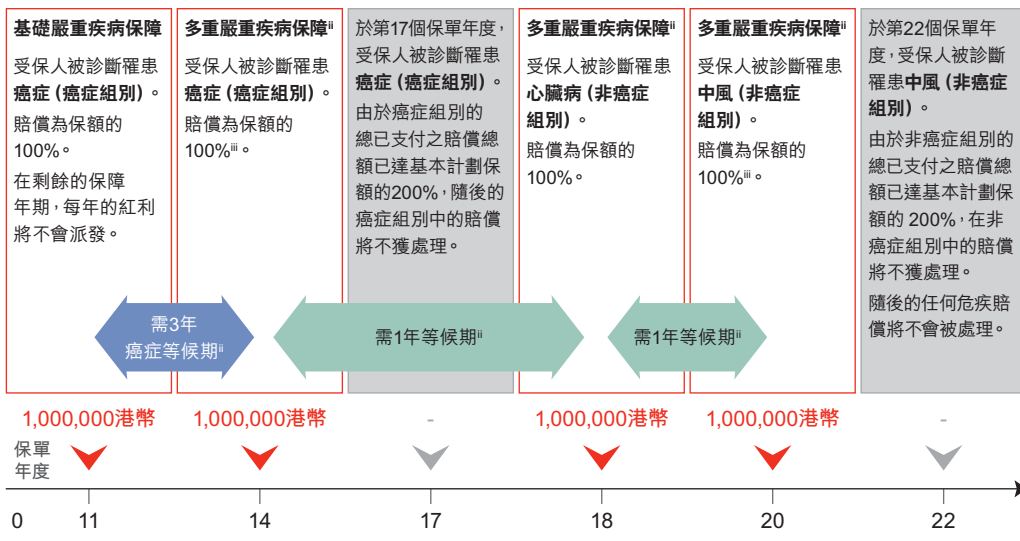 基礎嚴重疾病保障
受保人被診斷罹患
癌症（癌症組別）。
賠償為保額的
100%。
在剩餘的保障
年期，每年的紅利
將不會派發。
多重嚴重疾病保障ⁱⁱ
受保人被診斷罹患
癌症（癌症組別）。
賠償為保額的
100%ⁱⁱⁱ。
於第17個保單年度，
受保人被診斷罹患
癌症（癌症組別）。
由於癌症組別的
總已支付之賠償總
額已達基本計劃保
額的200%，隨後的
癌症組別中的賠償
將不獲處理。
多重嚴重疾病保障ⁱⁱ
受保人被診斷罹患
心臟病（非癌症
組別）。
賠償為保額的
100%。
多重嚴重疾病保障ⁱⁱ
受保人被診斷罹患
中風（非癌症
組別）。
賠償為保額的
100%ⁱⁱⁱ。
於第22個保單年
度，受保人被診斷
罹患中風（非癌症
組別）。
由於非癌症組別的
總已支付之賠償總
額已達基本計劃保
額的 200%，在非
癌症組別中的賠償
將不獲處理。
隨後的任何危疾賠
償將不會被處理。
需3年
癌症等候期ⁱⁱ
需1年等候期ⁱⁱ
需1年等候期ⁱⁱ
1,000,000港幣
1,000,000港幣
-
1,000,000港幣
1,000,000港幣
-
保單
年度
0
11
14
17
18
20
22